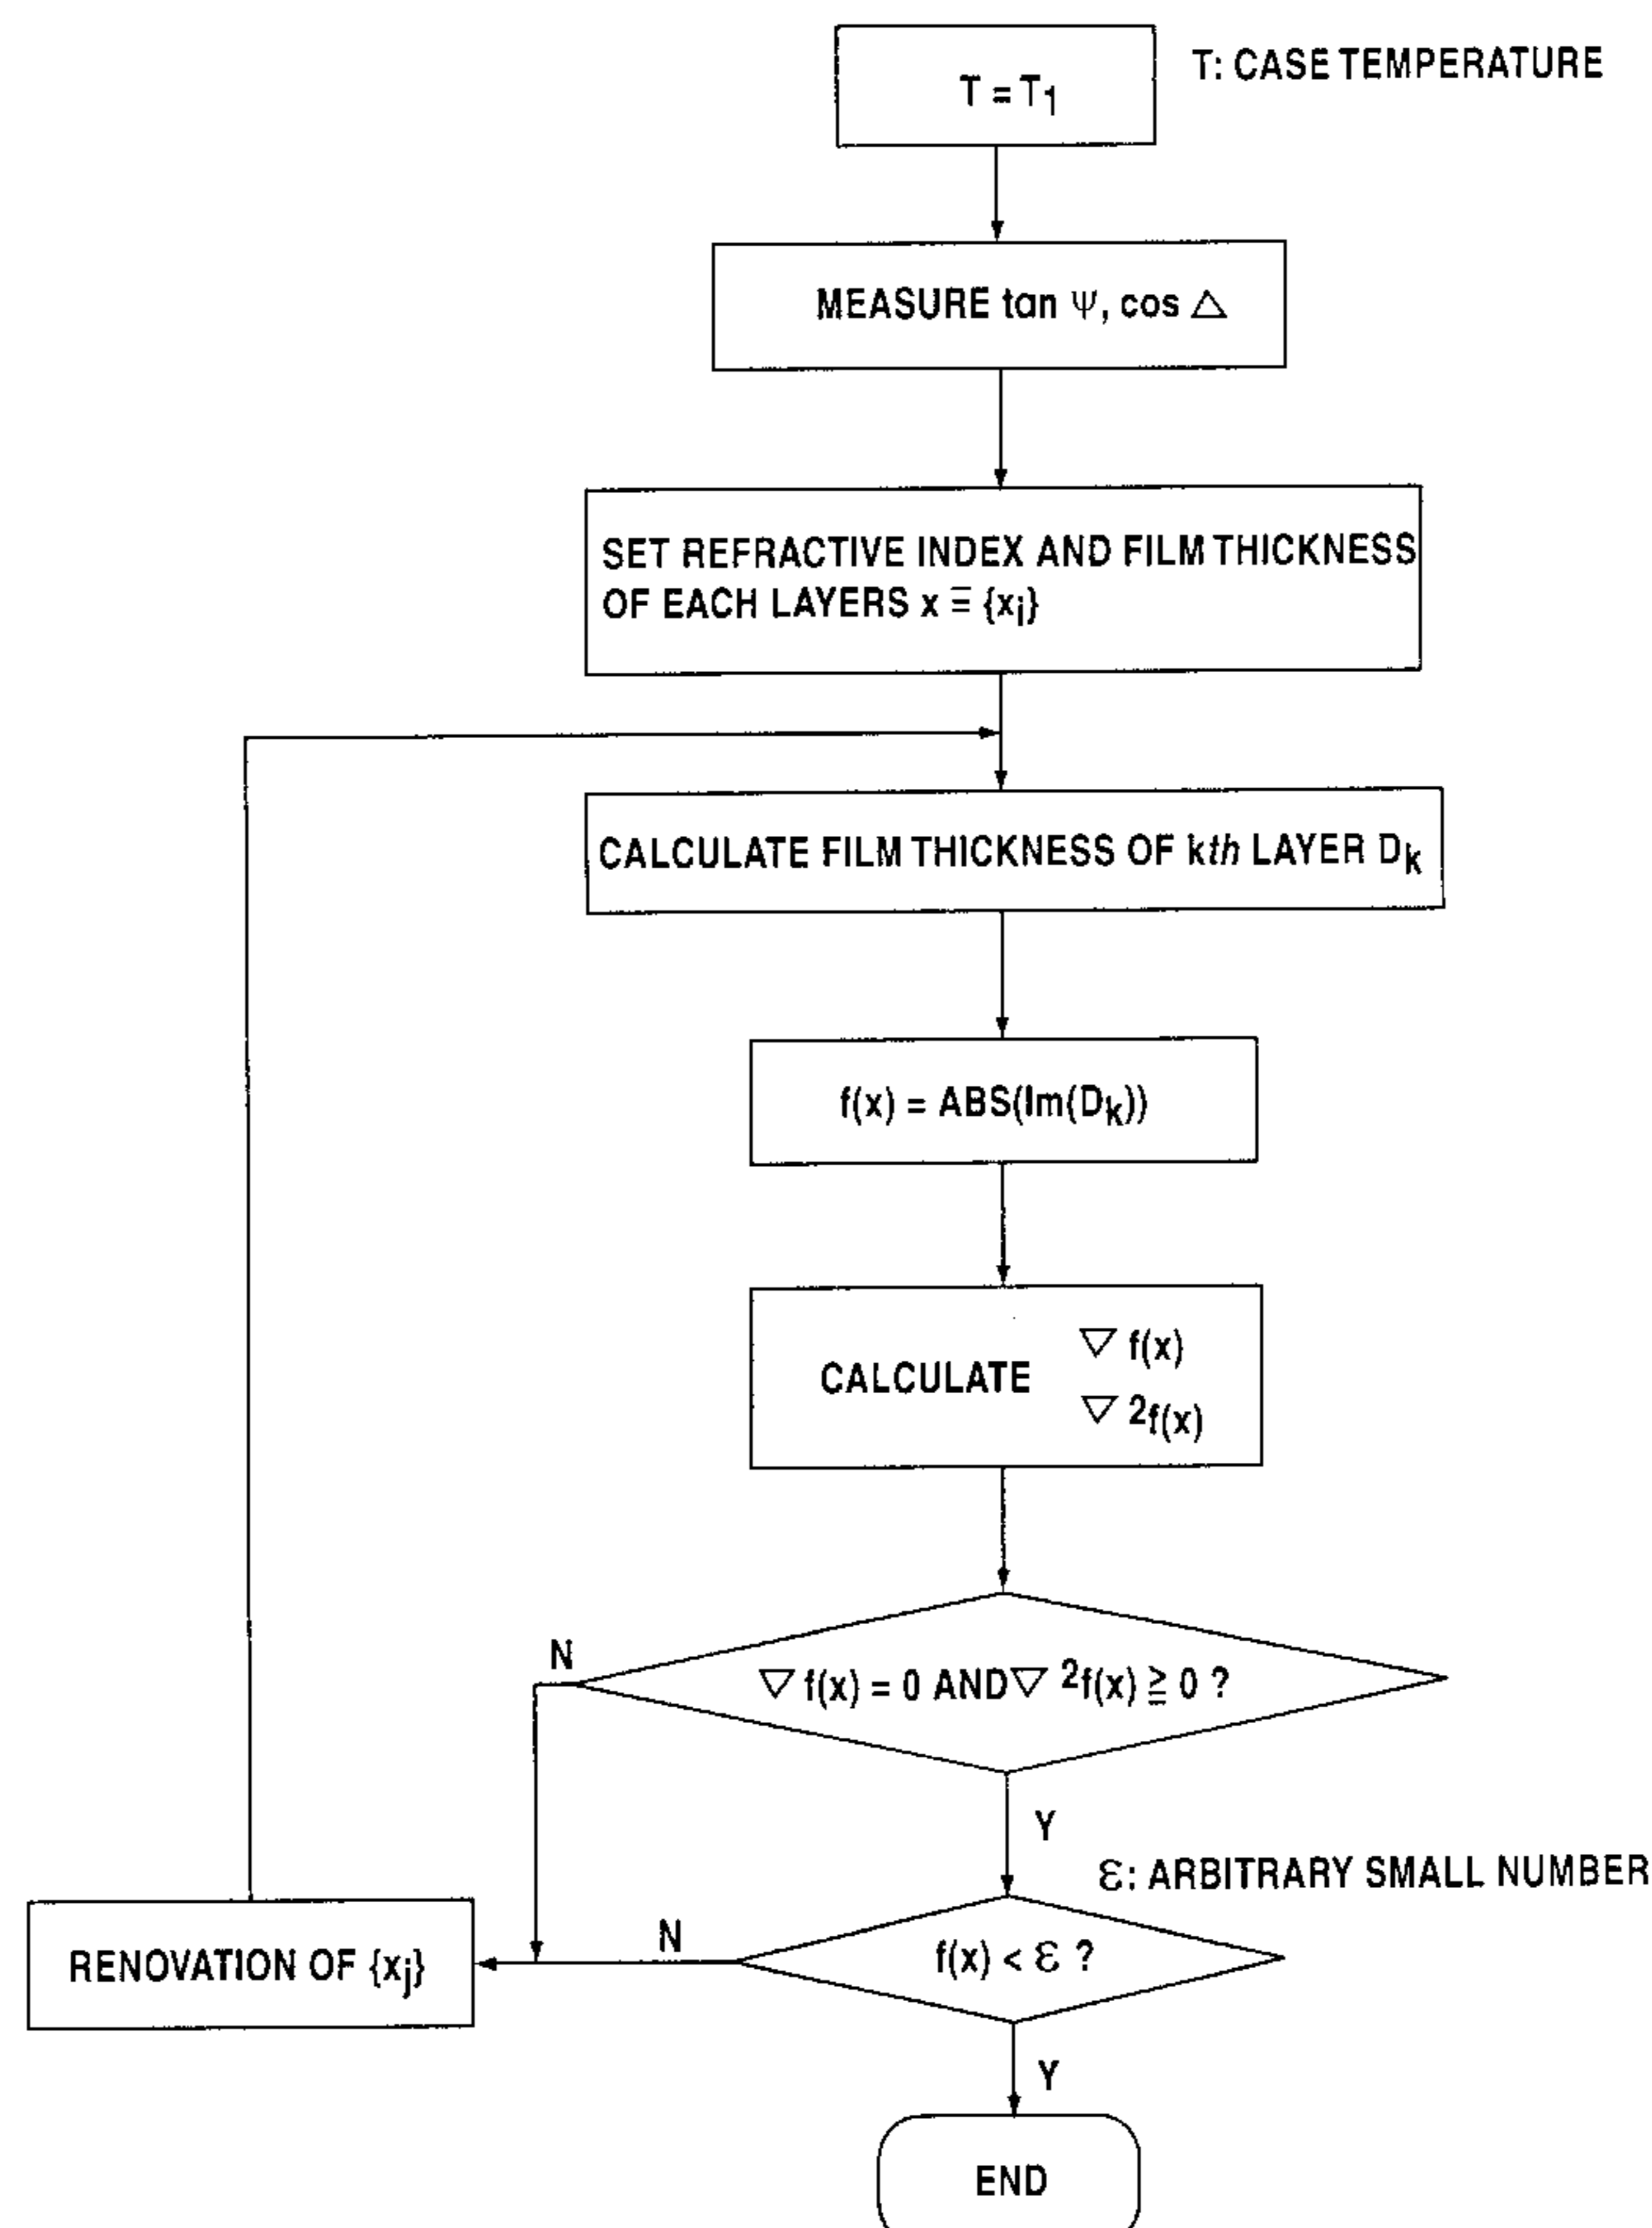 T = T1
T: CASE TEMPERATURE
MEASURE tan ψ, cos △
SET REFRACTIVE INDEX AND FILM THICKNESS
OF EACH LAYERS x ≡ {xj}
CALCULATE FILM THICKNESS OF kth LAYER Dk
f(x) = ABS(Im(Dk))
CALCULATE
▽ f(x)
▽ 2f(x)
N
▽ f(x) = 0 AND▽ 2f(x) ≧ 0 ?
Y
ε: ARBITRARY SMALL NUMBER
RENOVATION OF {xj}
N
f(x) < ε ?
Y
END